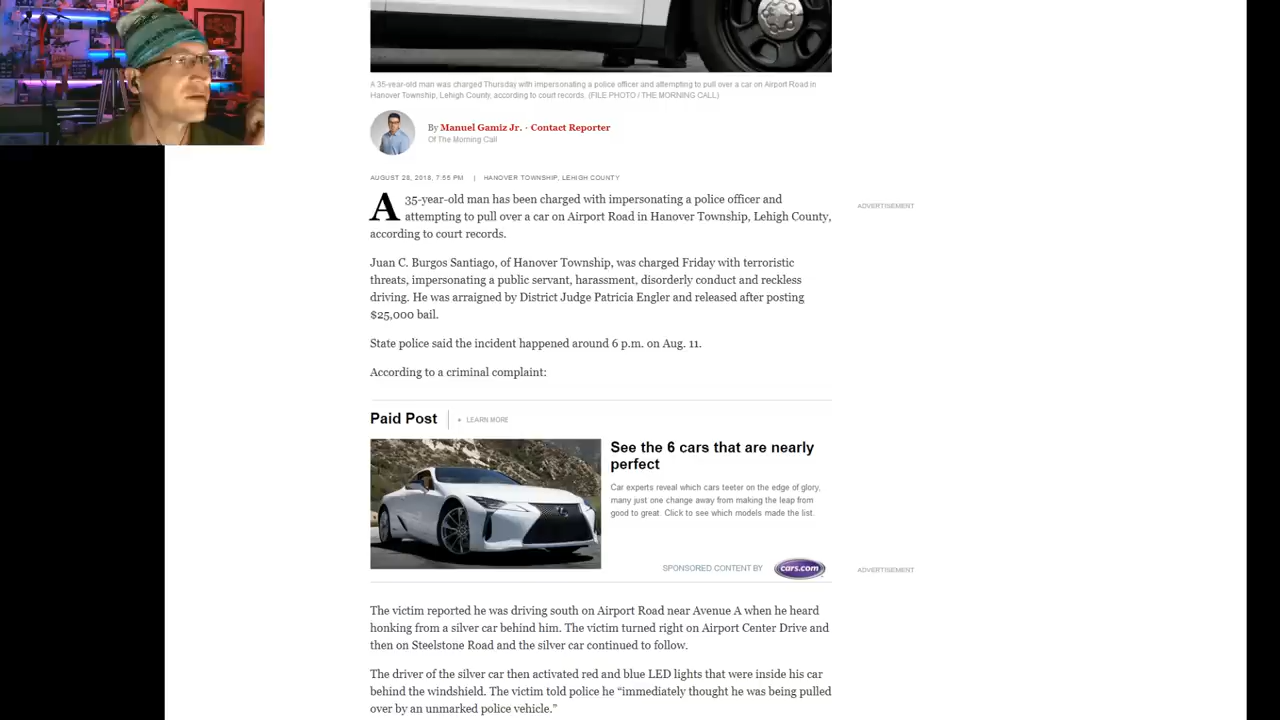 A 35-year-old man was charged Thursday with impersonating a police officer and attempting to pull over a car on Airport Road in
Hanover Township, Lehigh County, according to court records. (FILE PHOTO / THE MORNING CALL)
By Manuel Gamiz Jr. · Contact Reporter
Of The Morning Call
AUGUST 28, 2018, 7:55 PM | HANOVER TOWNSHIP, LEHIGH COUNTY
A 35-year-old man has been charged with impersonating a police officer and
attempting to pull over a car on Airport Road in Hanover Township, Lehigh County,
according to court records.
ADVERTISEMENT
Juan C. Burgos Santiago, of Hanover Township, was charged Friday with terroristic
threats, impersonating a public servant, harassment, disorderly conduct and reckless
driving. He was arraigned by District Judge Patricia Engler and released after posting
$25,000 bail.
State police said the incident happened around 6 p.m. on Aug. 11.
According to a criminal complaint:
Paid Post | LEARN MORE
See the 6 cars that are nearly
perfect
Car experts reveal which cars teeter on the edge of glory,
many just one change away from making the leap from
good to great. Click to see which models made the list.
SPONSORED CONTENT BY cars.com
ADVERTISEMENT
The victim reported he was driving south on Airport Road near Avenue A when he heard
honking from a silver car behind him. The victim turned right on Airport Center Drive and
then on Steelstone Road and the silver car continued to follow.
The driver of the silver car then activated red and blue LED lights that were inside his car
behind the windshield. The victim told police he “immediately thought he was being pulled
over by an unmarked police vehicle.”